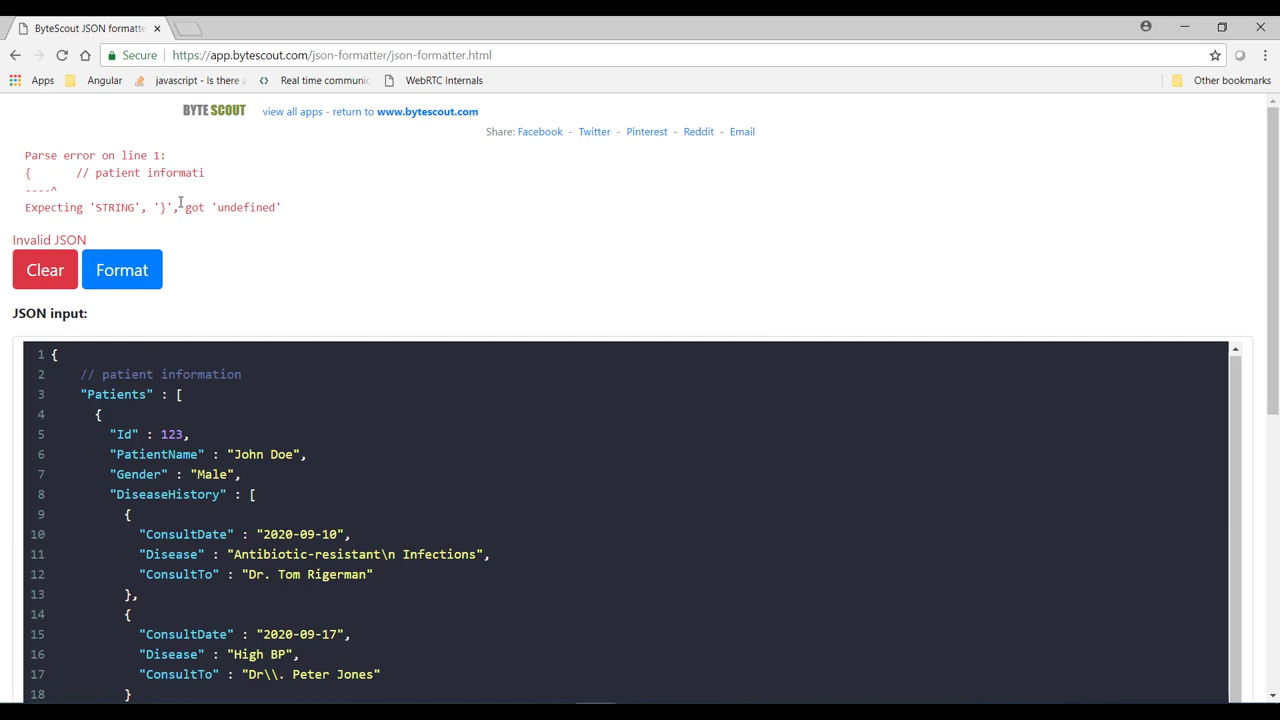 ByteScout JSON formatte
Secure https://app.bytescout.com/json-formatter/json-formatter.html
Apps Angular javascript - Is there Real time communic WebRTC Internals Other bookmarks
BYTE SCOUT view all apps - return to www.bytescout.com
Share: Facebook - Twitter - Pinterest - Reddit - Email
Parse error on line 1:
{ // patient informati
----^
Expecting 'STRING', '}', got 'undefined'
Invalid JSON
Clear Format
JSON input:
1 {
2 // patient information
3 "Patients" : [
4 {
5 "Id" : 123,
6 "PatientName" : "John Doe",
7 "Gender" : "Male",
8 "DiseaseHistory" : [
9 {
10 "ConsultDate" : "2020-09-10",
11 "Disease" : "Antibiotic-resistant\n Infections",
12 "ConsultTo" : "Dr. Tom Rigerman"
13 },
14 {
15 "ConsultDate" : "2020-09-17",
16 "Disease" : "High BP",
17 "ConsultTo" : "Dr\\. Peter Jones"
18 }